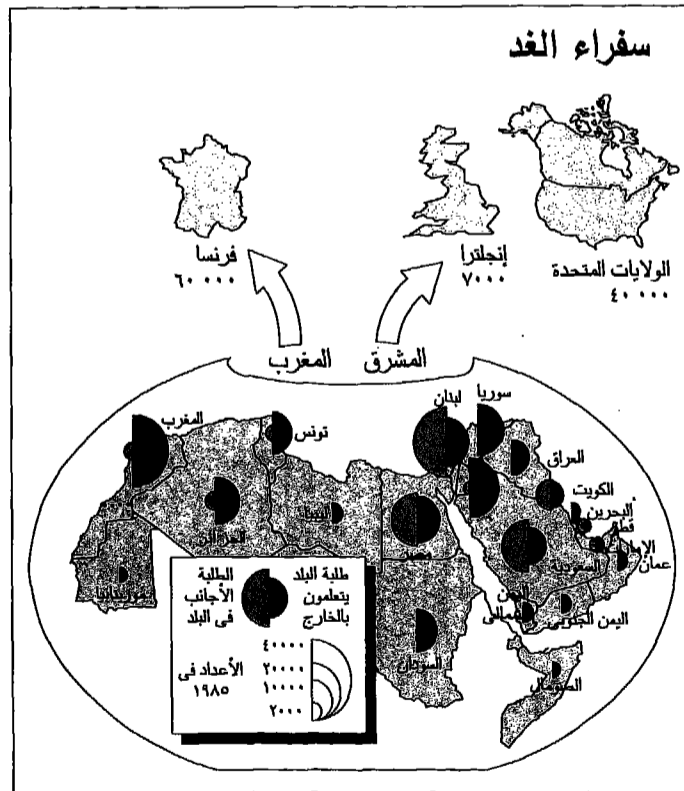 سفراء الغد
الولايات المتحدة
٤٠ ٠٠٠
إنجلترا
٧٠٠٠
فرنسا
٦٠ ٠٠٠
المشرق
المغرب
سوريا
لبنان
تونس
المغرب
العراق
الكويت
البحرين
قطر
الإمارات
عمان
السعودية
مصر
ليبيا
الجزائر
موريتانيا
السودان
اليمن الشمالى
اليمن الجنوبى
الصومال
طلبة البلد
يتعلمون
بالخارج
الطلبة
الأجانب
فى البلد
٤٠٠٠٠
٢٠٠٠٠
١٠٠٠٠
٢٠٠٠
الأعداد فى
١٩٨٥